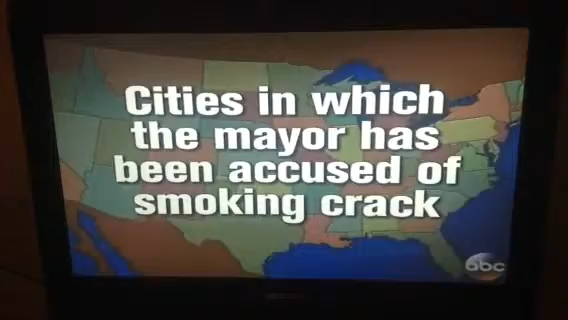 Cities in which
the mayor has
been accused of
smoking crack
abc